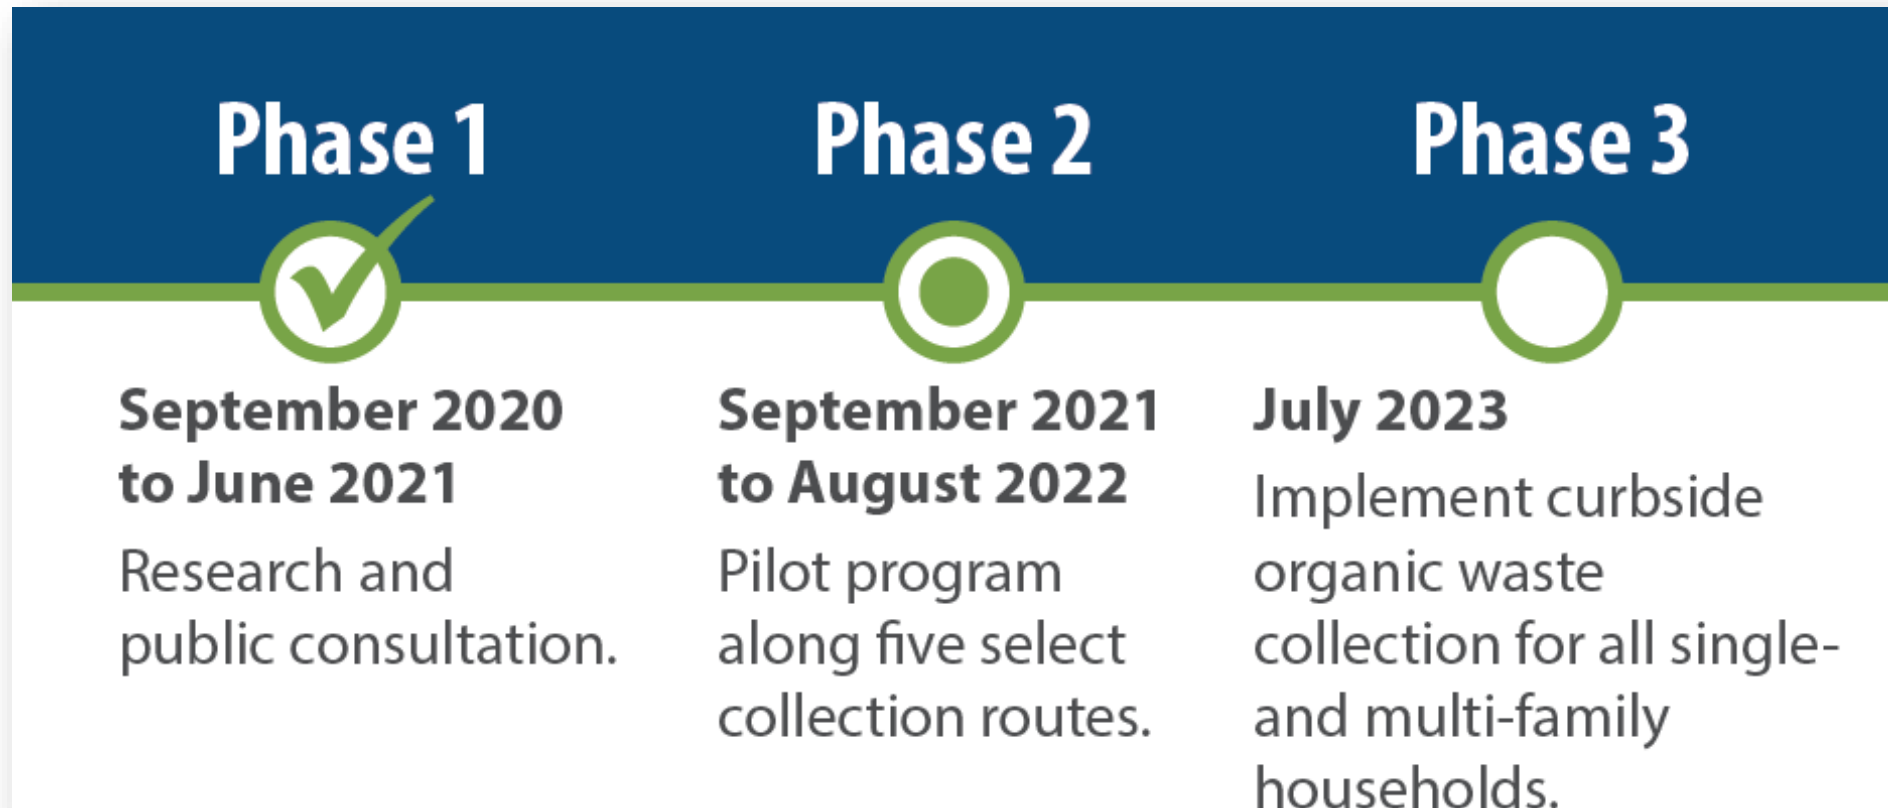 Phase 1
September 2020
to June 2021
Research and
public consultation.
Phase 2
September 2021
to August 2022
Pilot program
along five select
collection routes.
Phase 3
July 2023
Implement curbside
organic waste
collection for all single-
and multi-family
households.